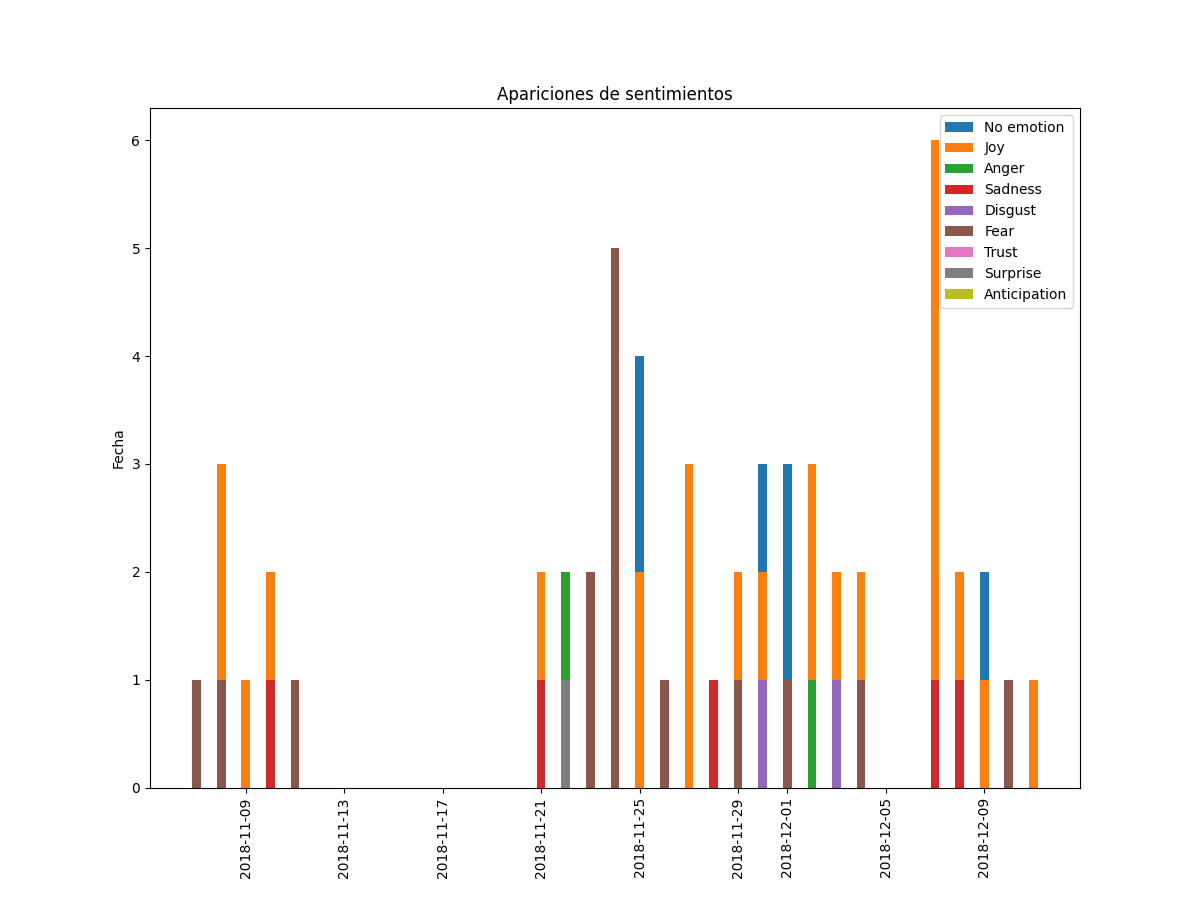 Apariciones de sentimientos
No emotion
Joy
Anger
Sadness
Disgust
Fear
Trust
Surprise
Anticipation
Fecha
6
5
4
3
2
1
0
2018-11-09
2018-11-13
2018-11-17
2018-11-21
2018-11-25
2018-11-29
2018-12-01
2018-12-05
2018-12-09